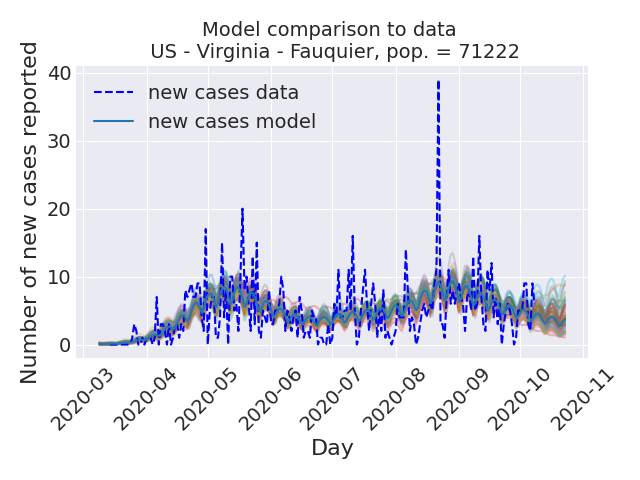 Model comparison to data
US - Virginia - Fauquier, pop. = 71222
new cases data
new cases model
Number of new cases reported
40
30
20
10
0
2020-03
2020-04
2020-05
2020-06
2020-07
2020-08
2020-09
2020-10
2020-11
Day